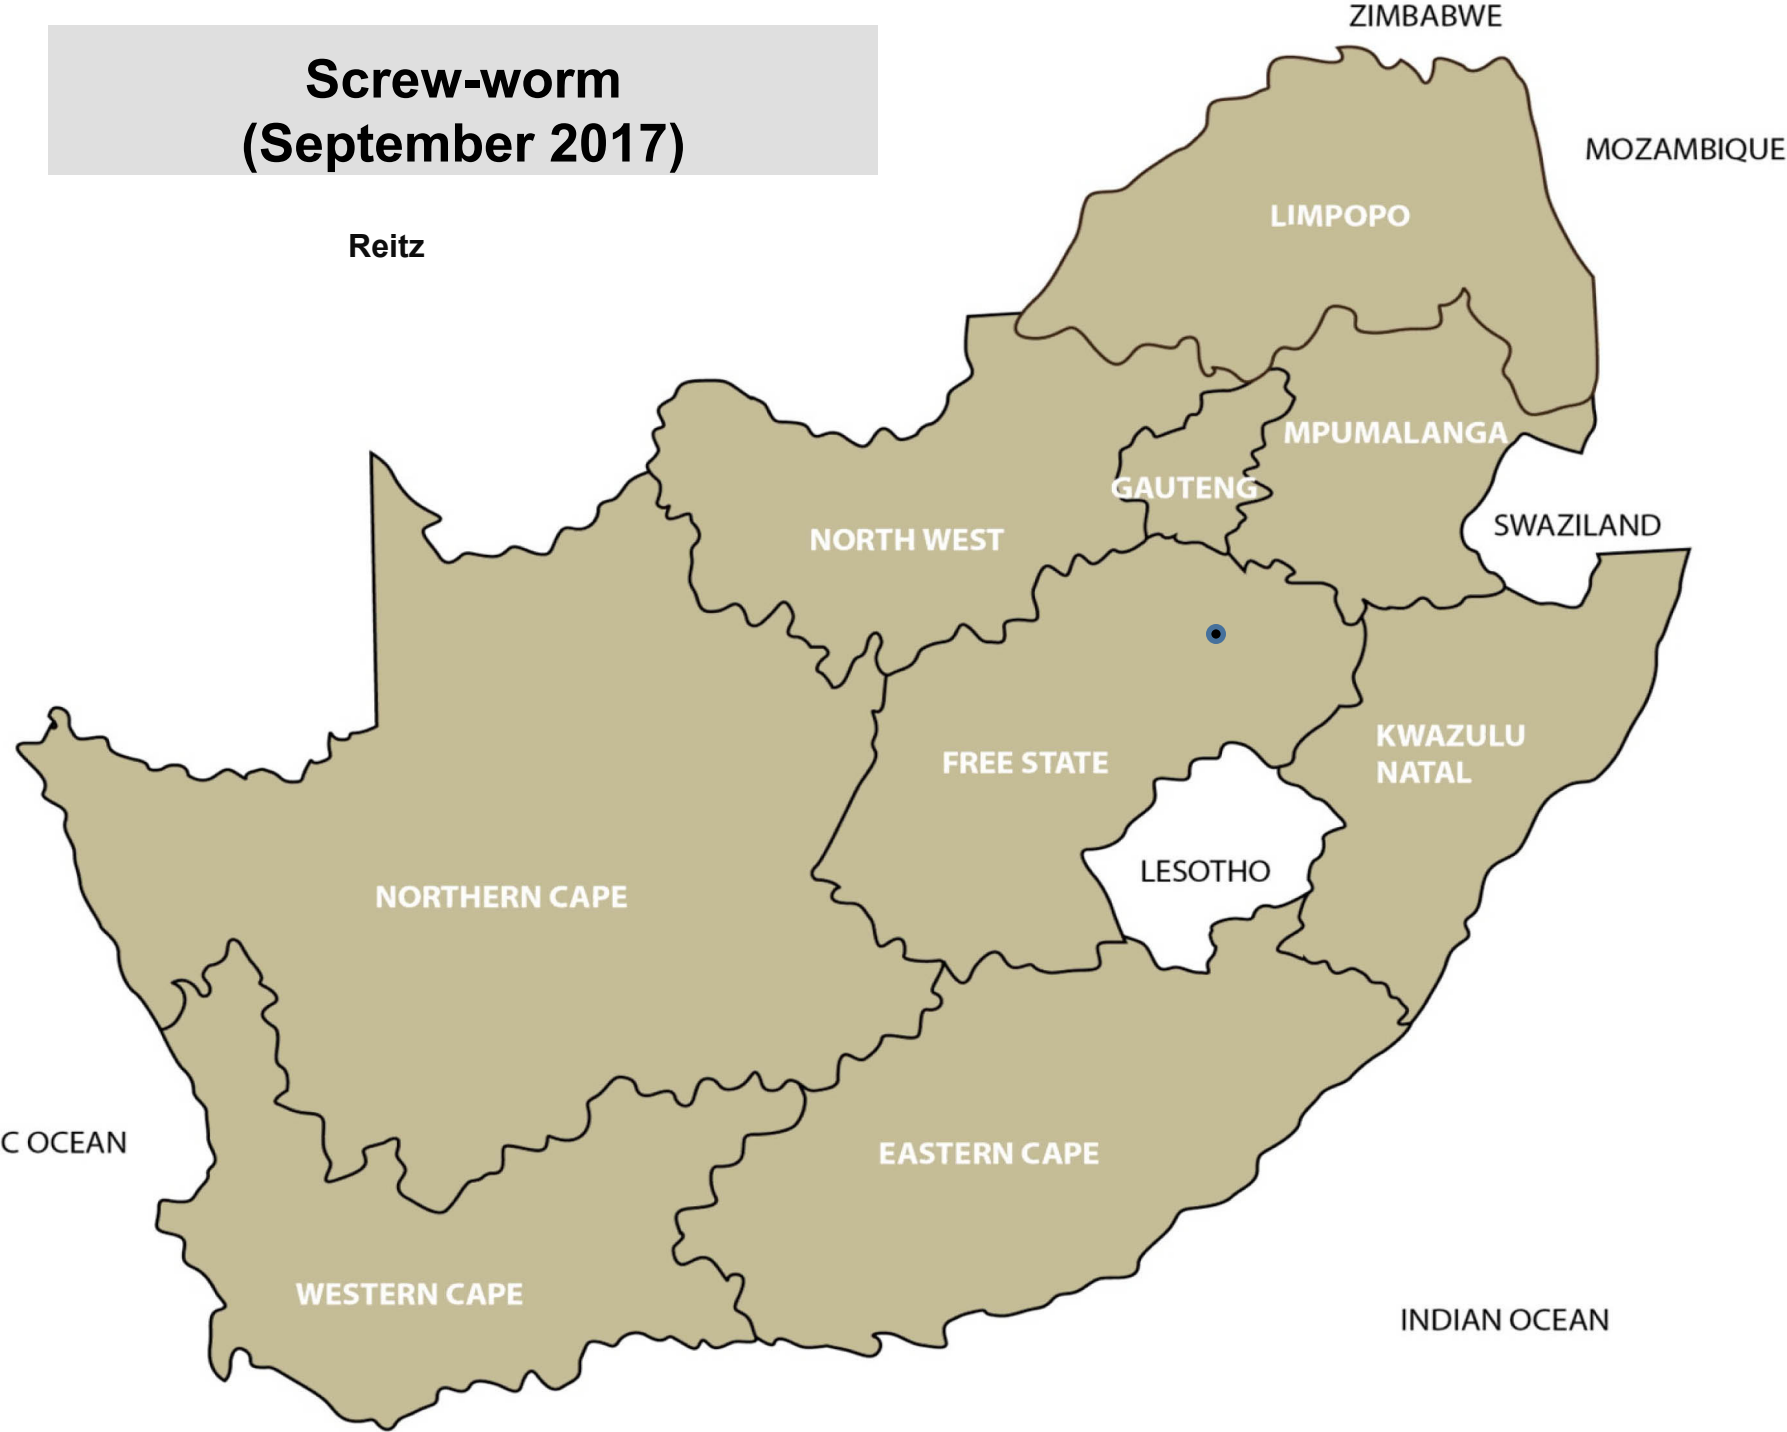 Screw-worm
(September 2017)
Reitz
ZIMBABWE
MOZAMBIQUE
LIMPOPO
MPUMALANGA
GAUTENG
SWAZILAND
NORTH WEST
KWAZULU
NATAL
FREE STATE
LESOTHO
NORTHERN CAPE
C OCEAN
EASTERN CAPE
WESTERN CAPE
INDIAN OCEAN